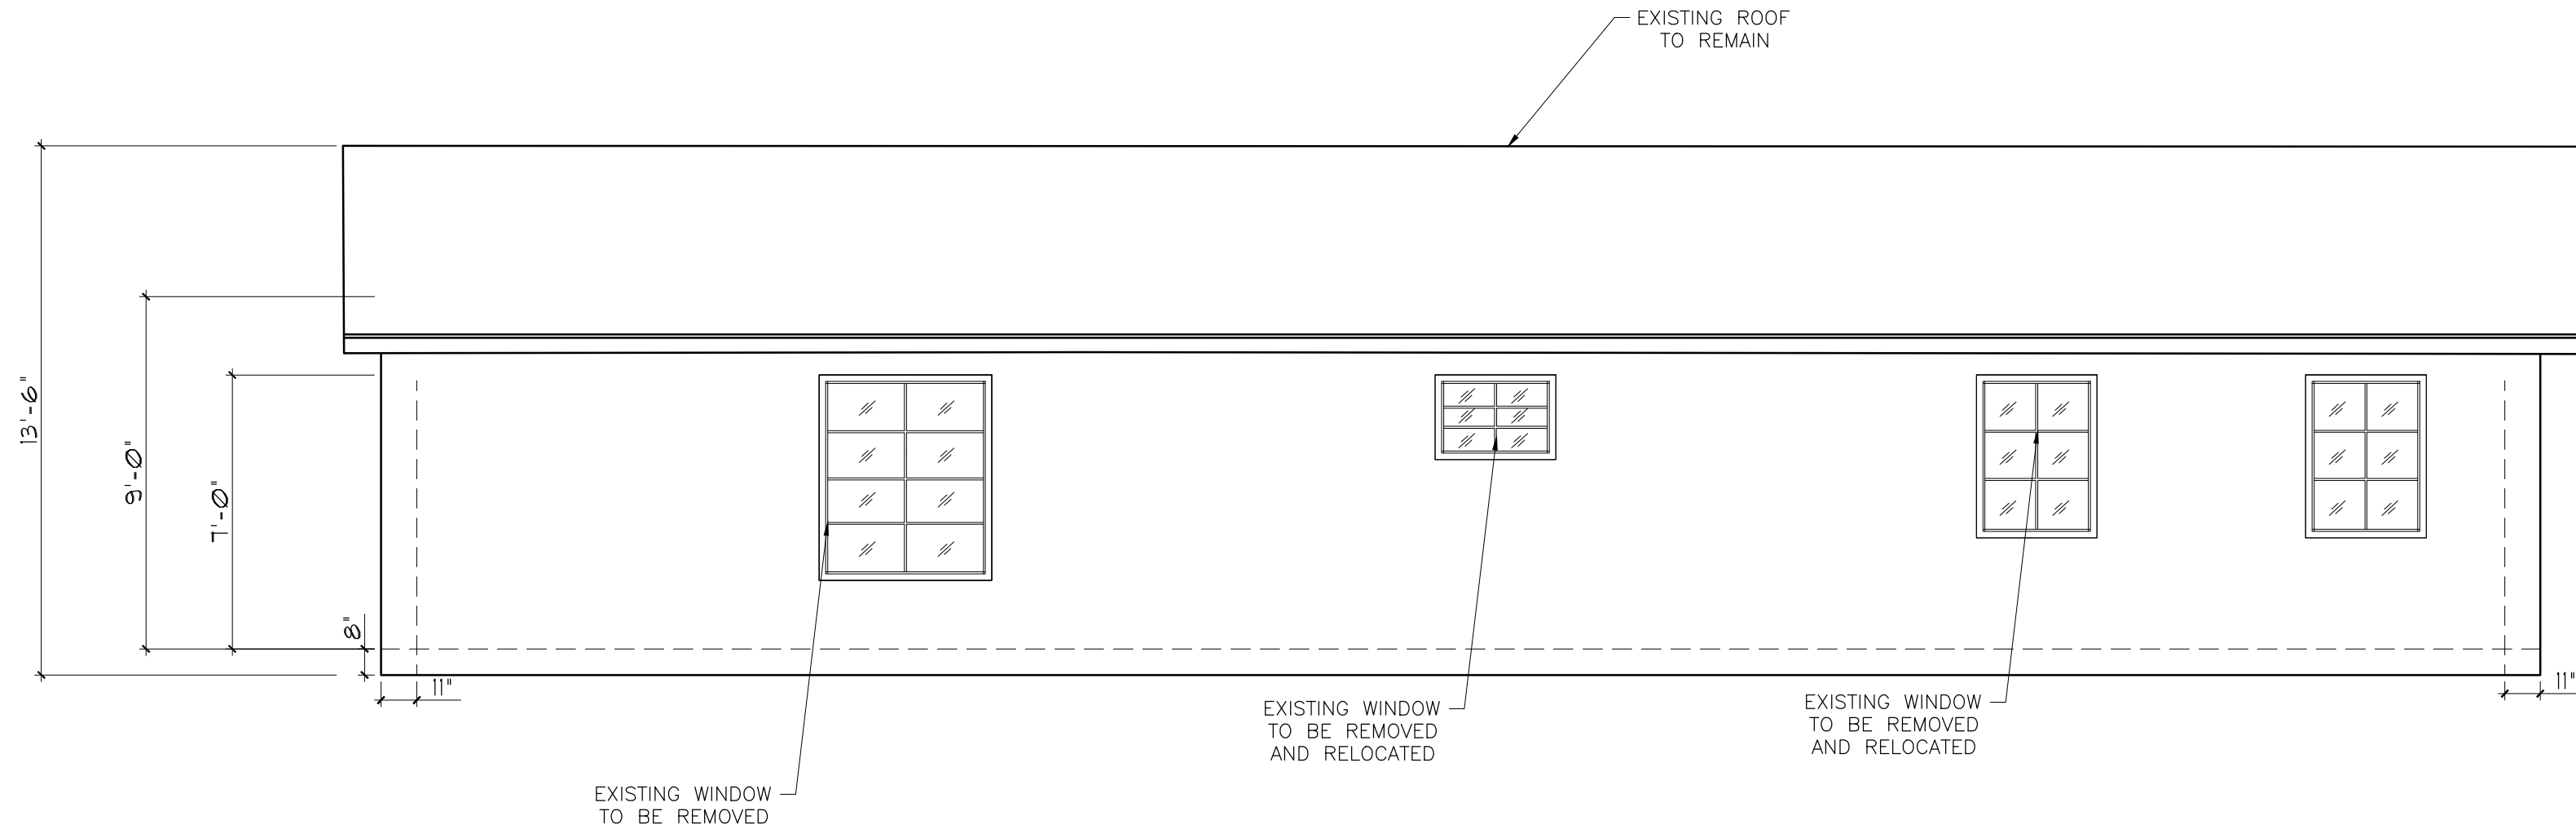 EXISTING ROOF
TO REMAIN
13'-6"
9'-0"
7'-0"
8"
11"
11"
EXISTING WINDOW
TO BE REMOVED
AND RELOCATED
EXISTING WINDOW
TO BE REMOVED
AND RELOCATED
EXISTING WINDOW
TO BE REMOVED